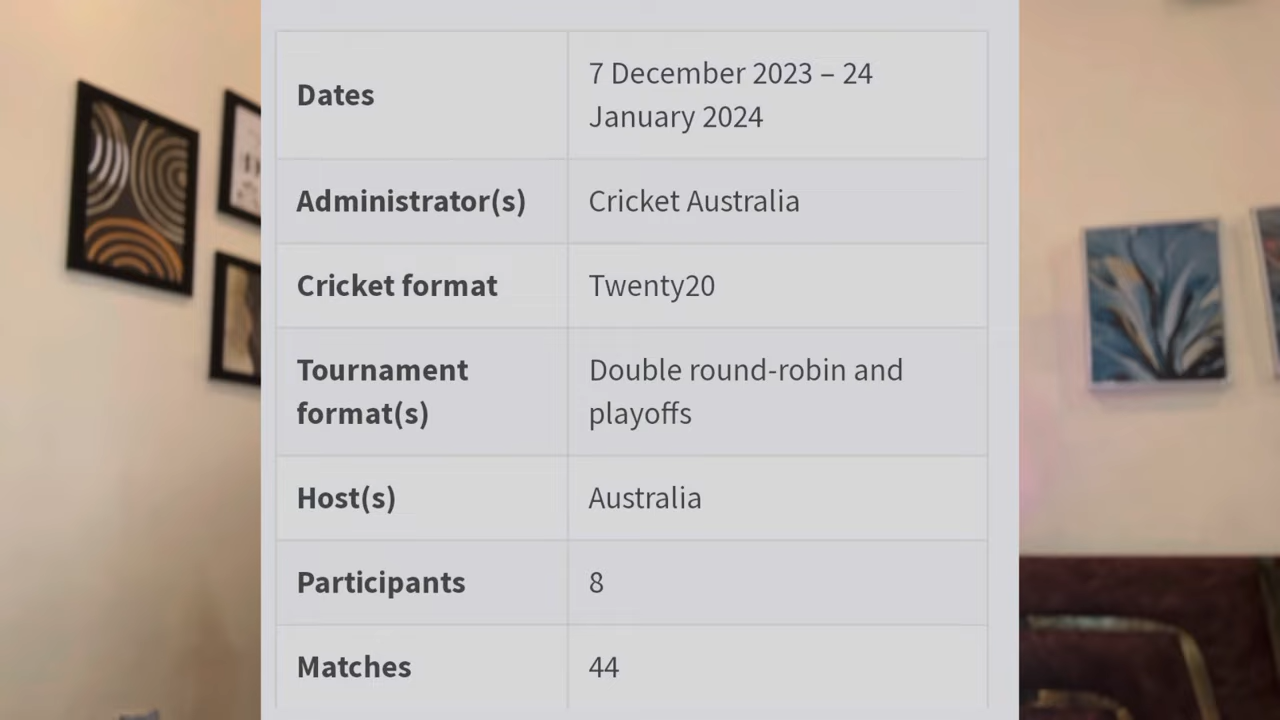 Dates
7 December 2023 – 24
January 2024
Administrator(s)
Cricket Australia
Cricket format
Twenty20
Tournament
format(s)
Double round-robin and
playoffs
Host(s)
Australia
Participants
8
Matches
44